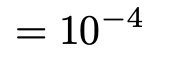 = 10⁻⁴